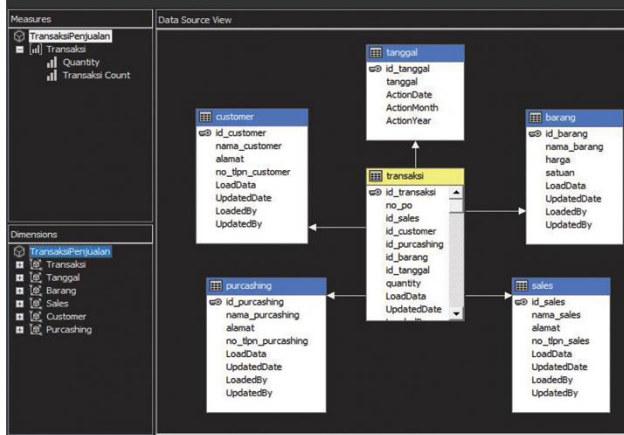 Measures
TransaksiPenjualan
Transaksi
Quantity
Transaksi Count
Dimensions
TransaksiPenjualan
Transaksi
Tanggal
Barang
Sales
Customer
Purcashing
Data Source View
tanggal
id_tanggal
tanggal
ActionDate
ActionMonth
ActionYear
customer
id_customer
nama_customer
alamat
no_tlpn_customer
LoadData
UpdatedDate
LoadedBy
UpdatedBy
barang
id_barang
nama_barang
harga
satuan
LoadData
UpdatedDate
LoadedBy
UpdatedBy
transaksi
id_transaksi
no_po
id_sales
id_customer
id_purcashing
id_barang
id_tanggal
quantity
LoadData
UpdatedDate
purcashing
id_purcashing
nama_purcashing
alamat
no_tlpn_purcashing
LoadData
UpdatedDate
LoadedBy
UpdatedBy
sales
id_sales
nama_sales
alamat
no_tlpn_sales
LoadData
UpdatedDate
LoadedBy
UpdatedBy